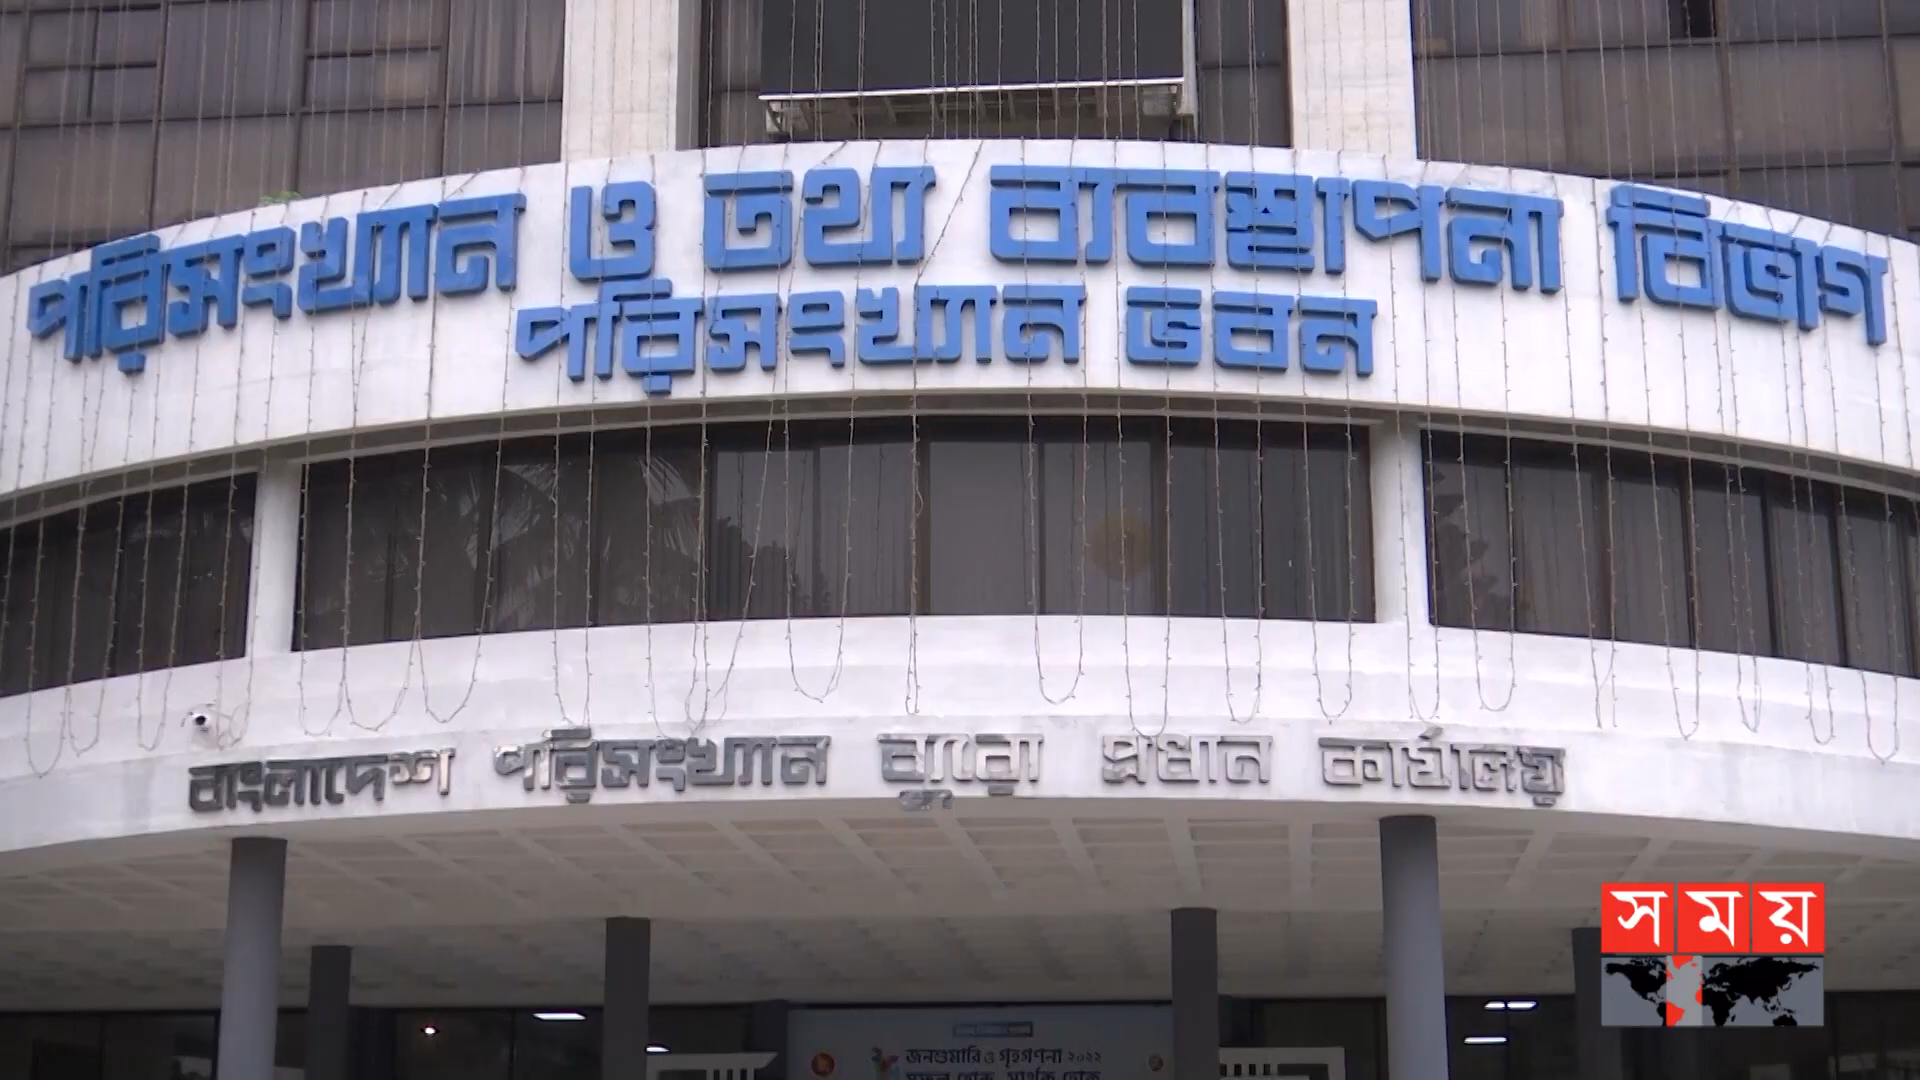 পরিসংখ্যান ও তথ্য ব্যবস্থাপনা বিভাগ
পরিসংখ্যান ভবন
বাংলাদেশ পরিসংখ্যান ব্যুরো প্রধান কার্যালয়
সময়
জনশুমারি ও গৃহগণনা ২০২২